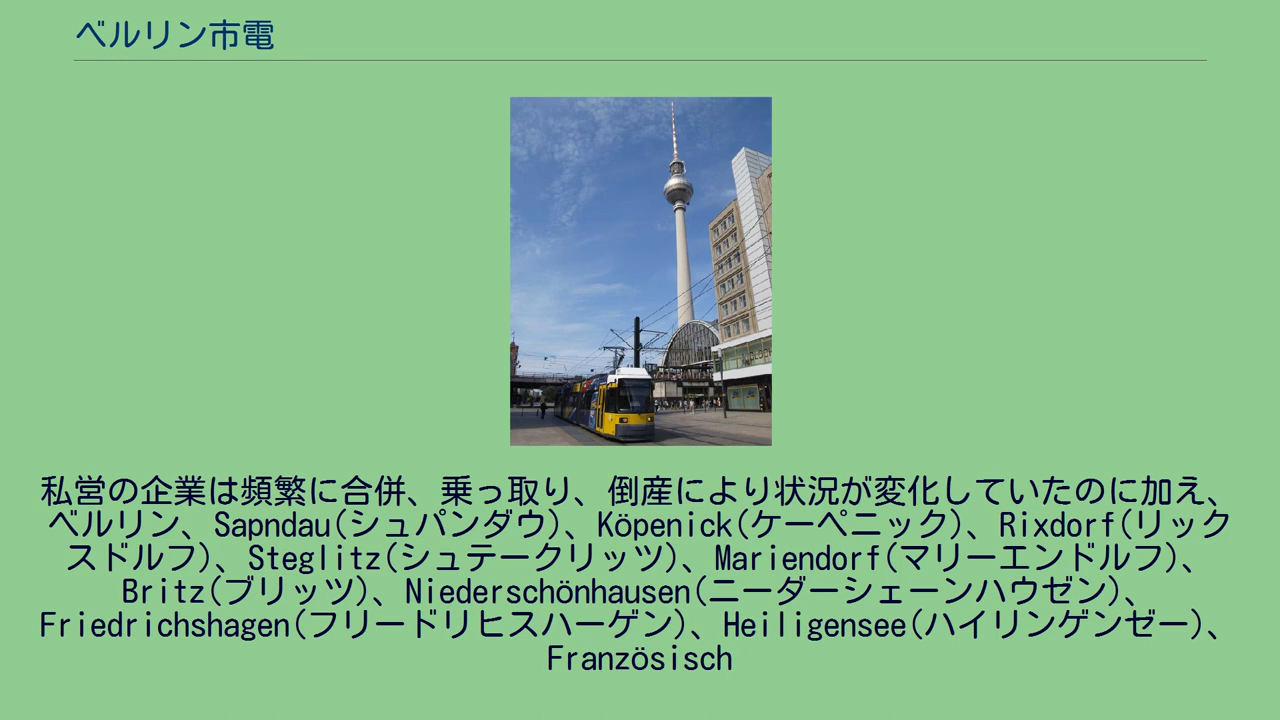 ベルリン市電
私営の企業は頻繁に合併、乗っ取り、倒産により状況が変化していたのに加え、
ベルリン、Sapndau(シュパンダウ)、Köpenick(ケーペニック)、Rixdorf(リック
スドルフ)、Steglitz(シュテークリッツ)、Mariendorf(マリーエンドルフ)、
Britz(ブリッツ)、Niederschönhausen(ニーダーシェーンハウゼン)、
Friedrichshagen(フリードリヒスハーゲン)、Heiligensee(ハイリンゲンゼー)、
Französisch